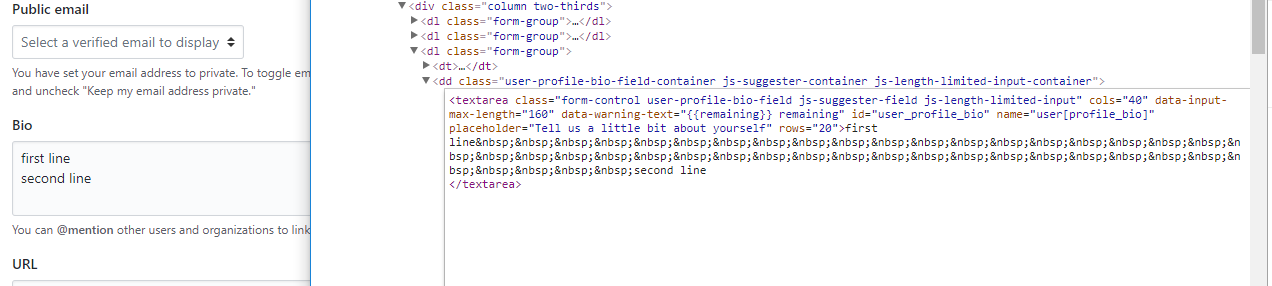 Public email
Select a verified email to display
You have set your email address to private. To toggle em
and uncheck "Keep my email address private."
Bio
first line
second line
You can @mention other users and organizations to link
URL
<div class="column two-thirds">
<dl class="form-group">…</dl>
<dl class="form-group">…</dl>
<dl class="form-group">
<dt>…</dt>
<dd class="user-profile-bio-field-container js-suggester-container js-length-limited-input-container">
<textarea class="form-control user-profile-bio-field js-suggester-field js-length-limited-input" cols="40" data-input-
max-length="160" data-warning-text="{{remaining}} remaining" id="user_profile_bio" name="user[profile_bio]"
placeholder="Tell us a little bit about yourself" rows="20">first
line&nbsp;&nbsp;&nbsp;&nbsp;&nbsp;&nbsp;&nbsp;&nbsp;&nbsp;&nbsp;&nbsp;&nbsp;&nbsp;&nbsp;&nbsp;&nbsp;&nbsp;&nbsp;&n
bsp;&nbsp;&nbsp;&nbsp;&nbsp;&nbsp;&nbsp;&nbsp;&nbsp;&nbsp;&nbsp;&nbsp;&nbsp;&nbsp;&nbsp;&nbsp;&nbsp;&nbsp;&nbsp;&n
bsp;&nbsp;&nbsp;&nbsp;&nbsp;second line
</textarea>